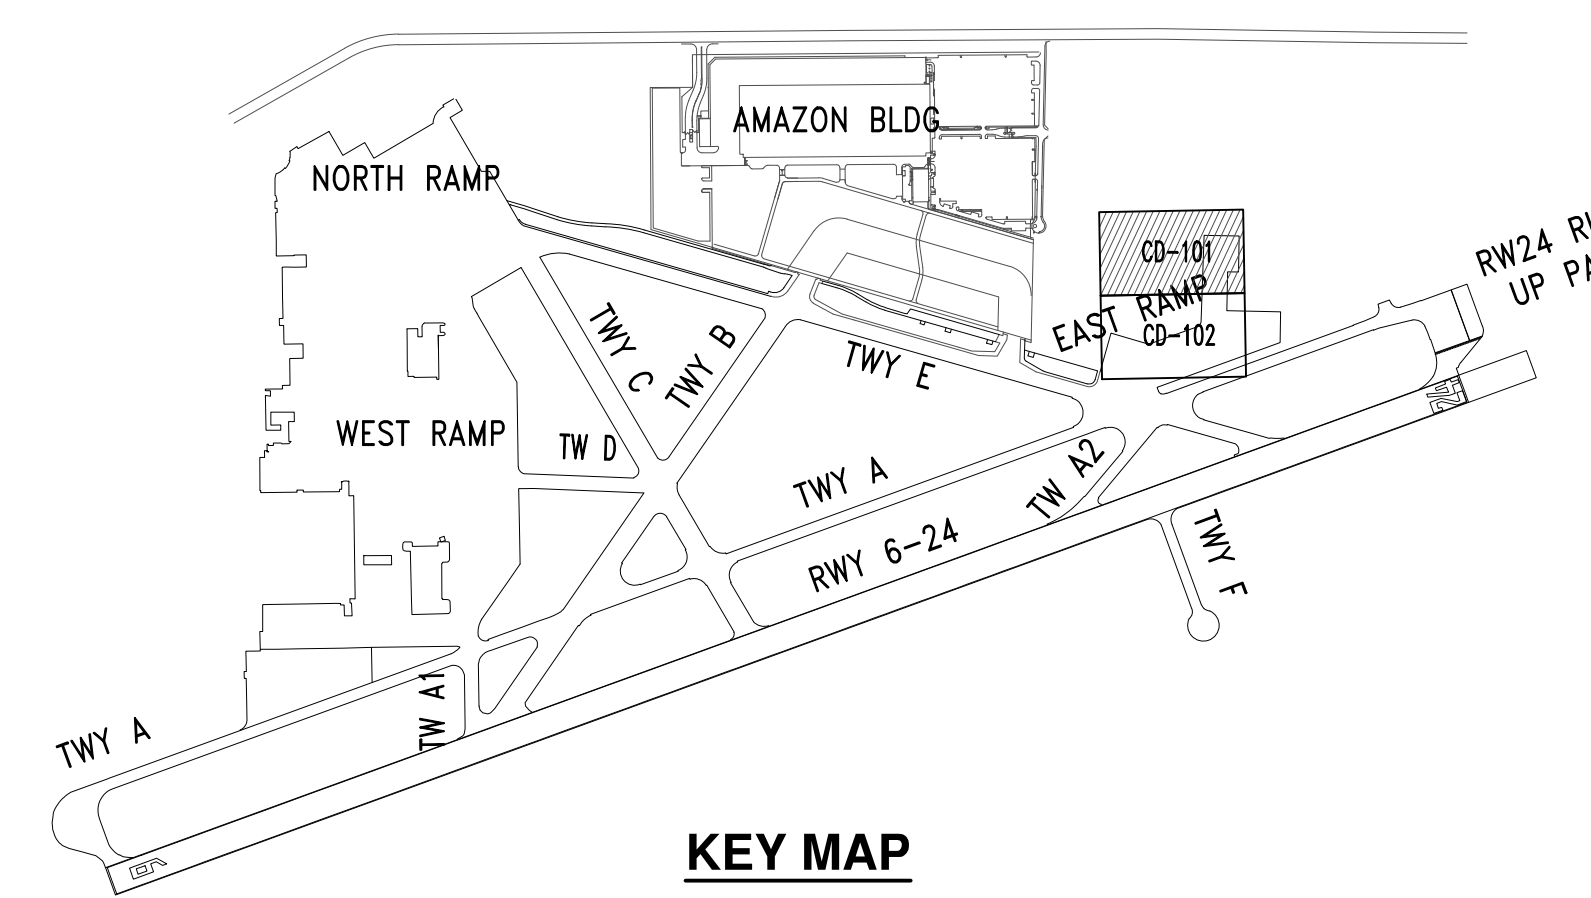 AMAZON BLDG
NORTH RAMP
CD-101
RW24 R
UP PA
EAST RAMP
CD-102
TWY C
TWY B
TWY E
WEST RAMP
TW D
24
TWY A
TW A2
RWY 6-24
TWY F
TW A1
TWY A
6
KEY MAP